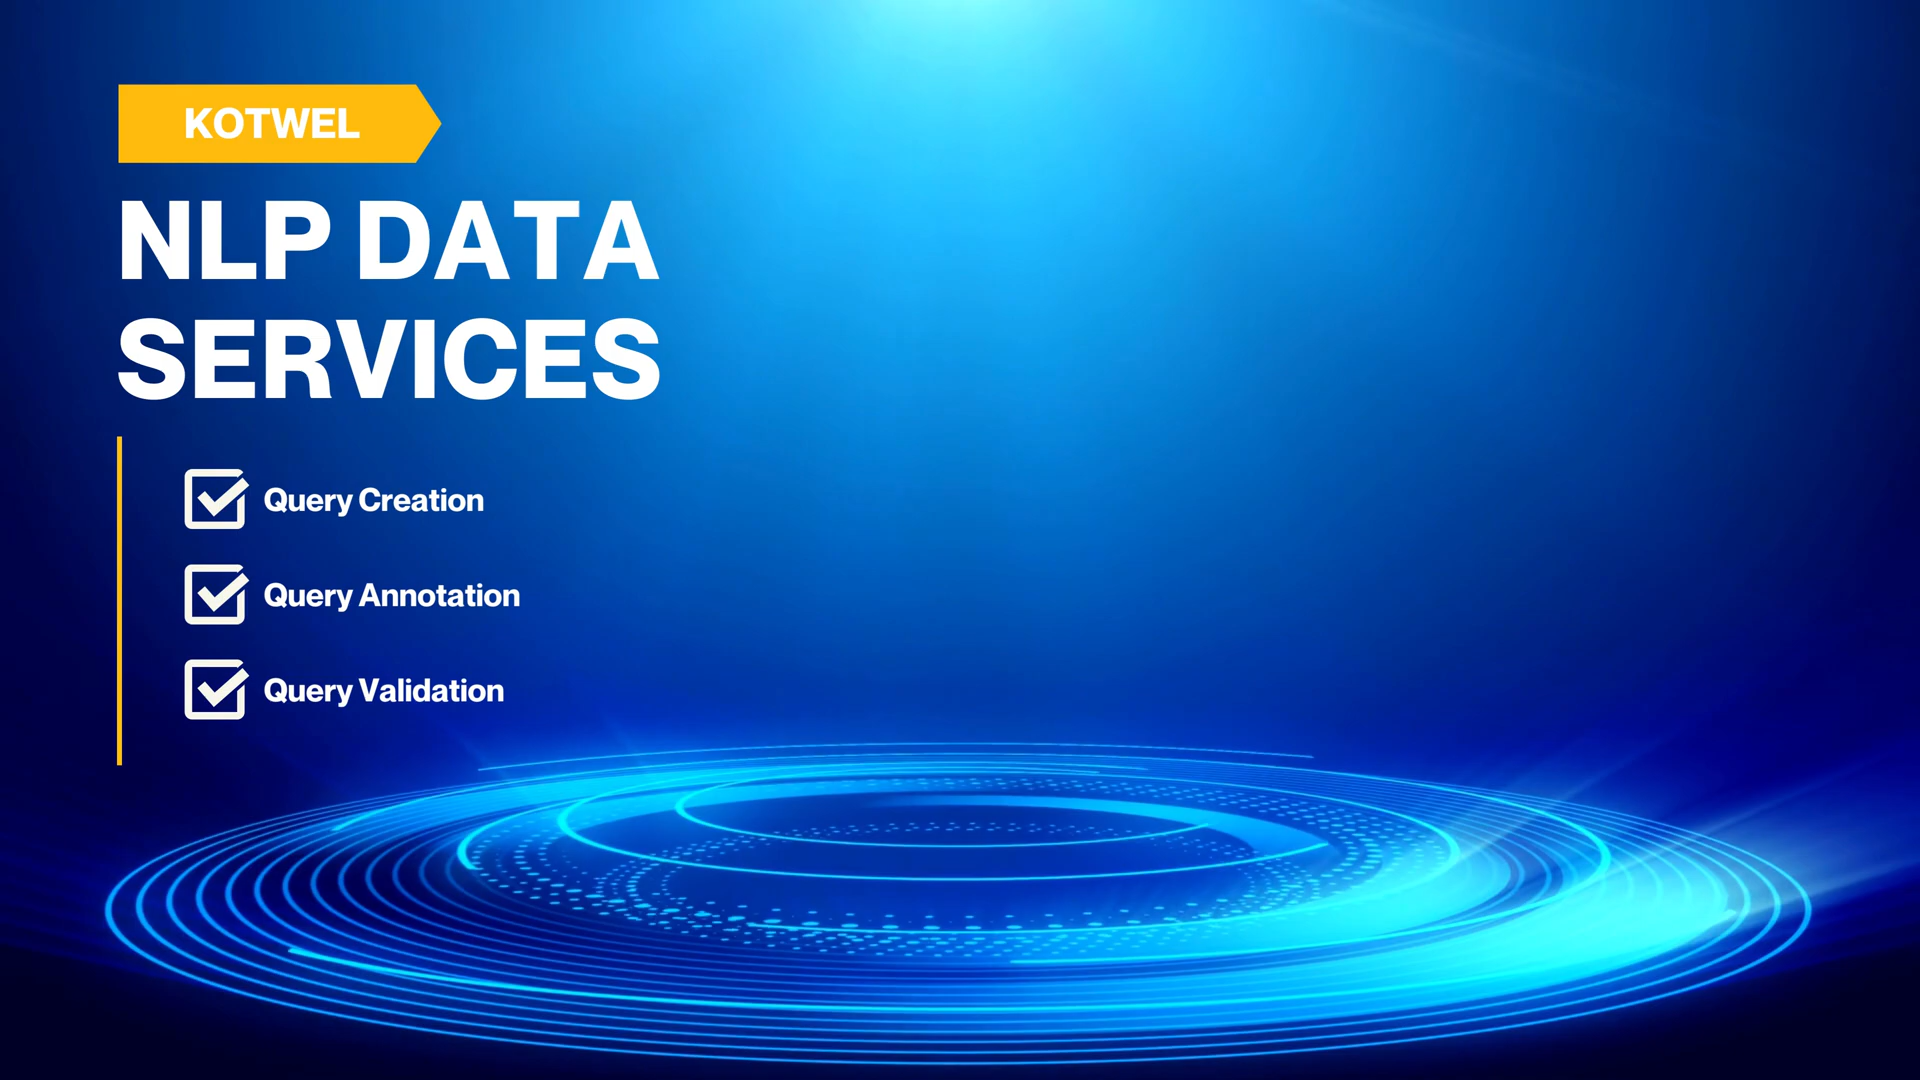 KOTWEL
NLP DATA
SERVICES
Query Creation
Query Annotation
Query Validation